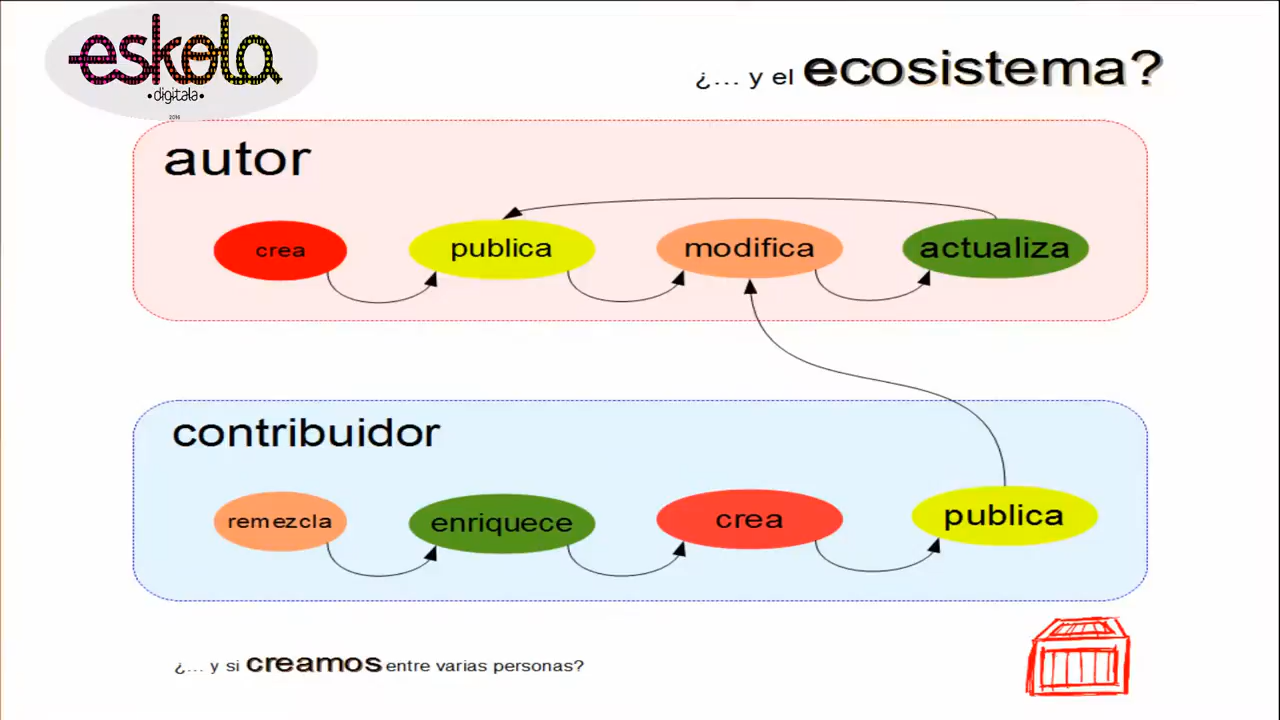 eskola
•digitala•
2016
¿... y el ecosistema?
autor
crea
publica
modifica
actualiza
contribuidor
remezcla
enriquece
crea
publica
¿... y si creamos entre varias personas?